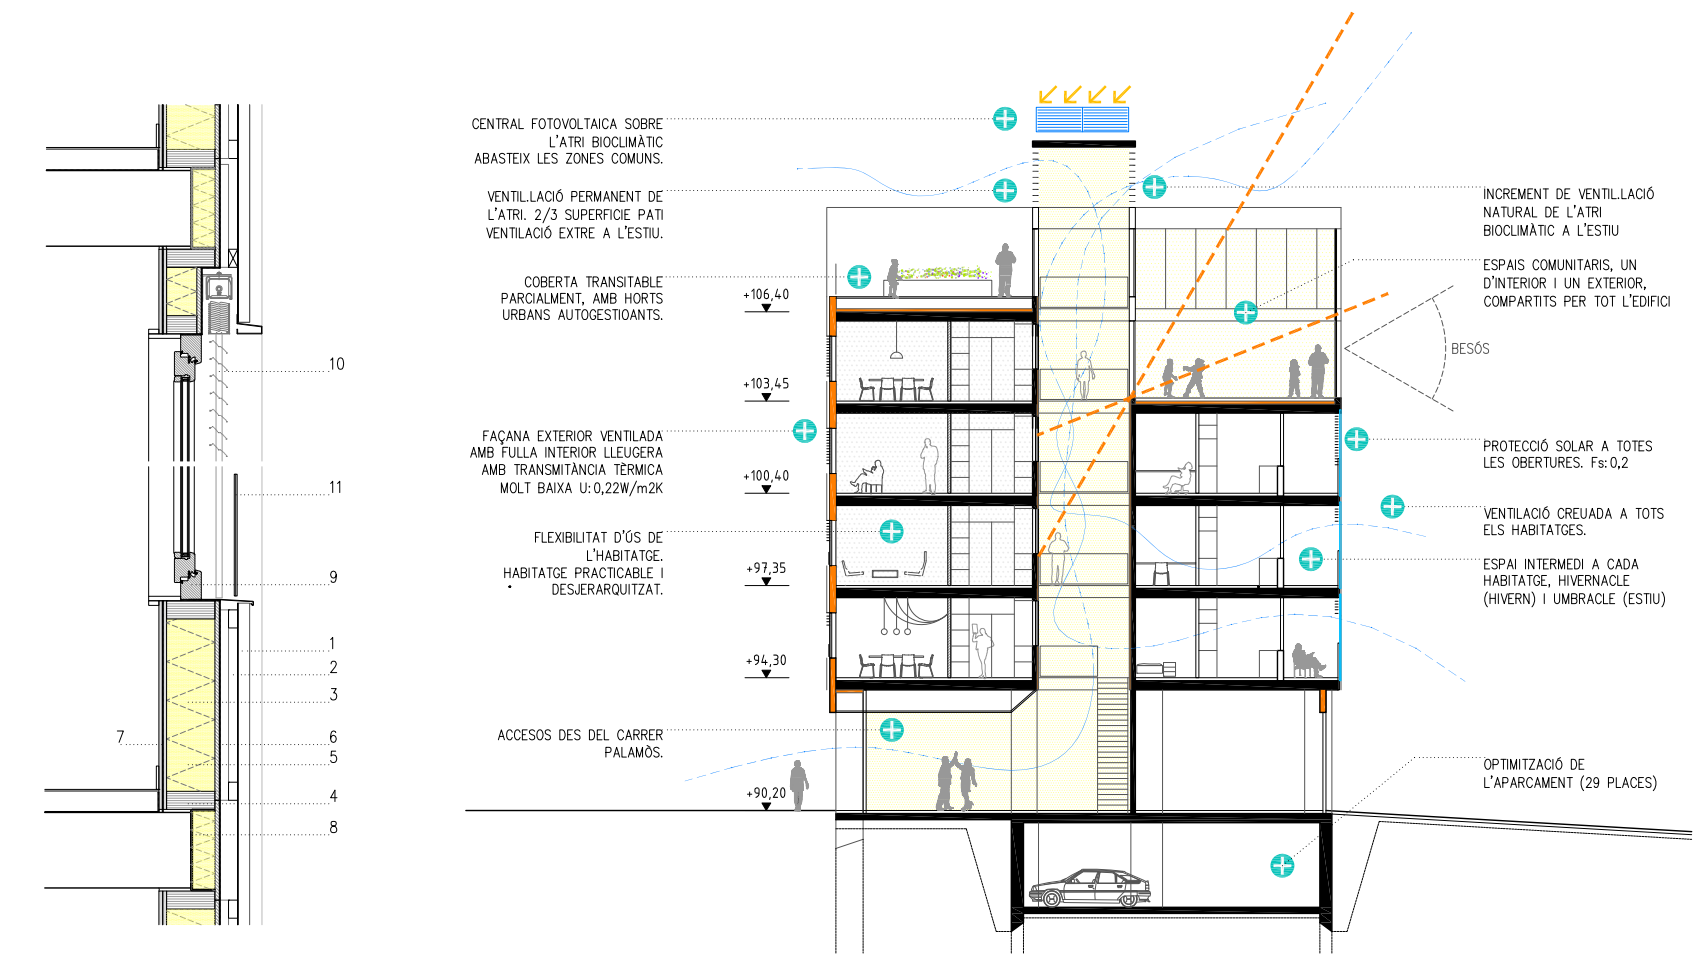 CENTRAL FOTOVOLTAICA SOBRE
L'ATRI BIOCLIMÀTIC
ABASTEIX LES ZONES COMUNS.
VENTIL.LACIÓ PERMANENT DE
L'ATRI. 2/3 SUPERFICIE PATI
VENTILACIÓ EXTRE A L'ESTIU.
COBERTA TRANSITABLE
PARCIALMENT, AMB HORTS
URBANS AUTOGESTIOANTS.
FAÇANA EXTERIOR VENTILADA
AMB FULLA INTERIOR LLEUGERA
AMB TRANSMITÀNCIA TÈRMICA
MOLT BAIXA U:0,22W/m2K
FLEXIBILITAT D'ÚS DE
L'HABITATGE.
HABITATGE PRACTICABLE I
DESJERARQUITZAT.
ACCESOS DES DEL CARRER
PALAMÒS.
+106,40
+103,45
+100,40
+97,35
+94,30
+90,20
INCREMENT DE VENTIL.LACIÓ
NATURAL DE L'ATRI
BIOCLIMÀTIC A L'ESTIU
ESPAIS COMUNITARIS, UN
D'INTERIOR I UN EXTERIOR,
COMPARTITS PER TOT L'EDIFICI
BESÓS
PROTECCIÓ SOLAR A TOTES
LES OBERTURES. Fs:0,2
VENTILACIÓ CREUADA A TOTS
ELS HABITATGES.
ESPAI INTERMEDI A CADA
HABITATGE, HIVERNACLE
(HIVERN) I UMBRACLE (ESTIU)
OPTIMITZACIÓ DE
L'APARCAMENT (29 PLACES)
10
11
9
1
2
3
7
6
5
4
8